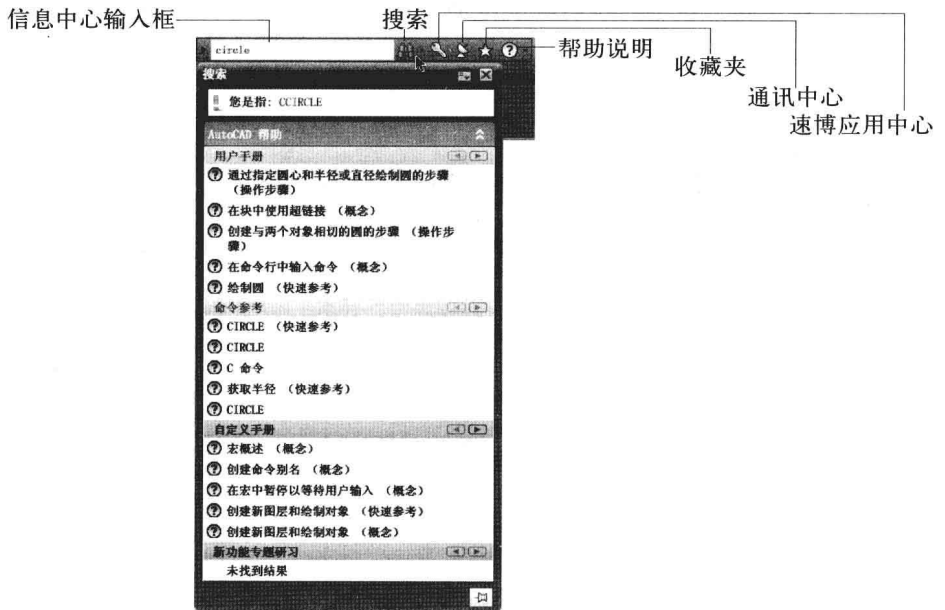 信息中心输入框
搜索
circle
帮助说明
收藏夹
通讯中心
速博应用中心
搜索
您是指: CCIRCLE
AutoCAD 帮助
用户手册
通过指定圆心和半径或直径绘制圆的步骤
（操作步骤）
在块中使用超链接 （概念）
创建与两个对象相切的圆的步骤 （操作步
骤）
在命令行中输入命令 （概念）
绘制圆 （快速参考）
命令参考
CIRCLE （快速参考）
CIRCLE
C 命令
获取半径 （快速参考）
CIRCLE
自定义手册
宏概述 （概念）
创建命令别名 （概念）
在宏中暂停以等待用户输入 （概念）
创建新图层和绘制对象 （快速参考）
创建新图层和绘制对象 （概念）
新功能专题研习
未找到结果